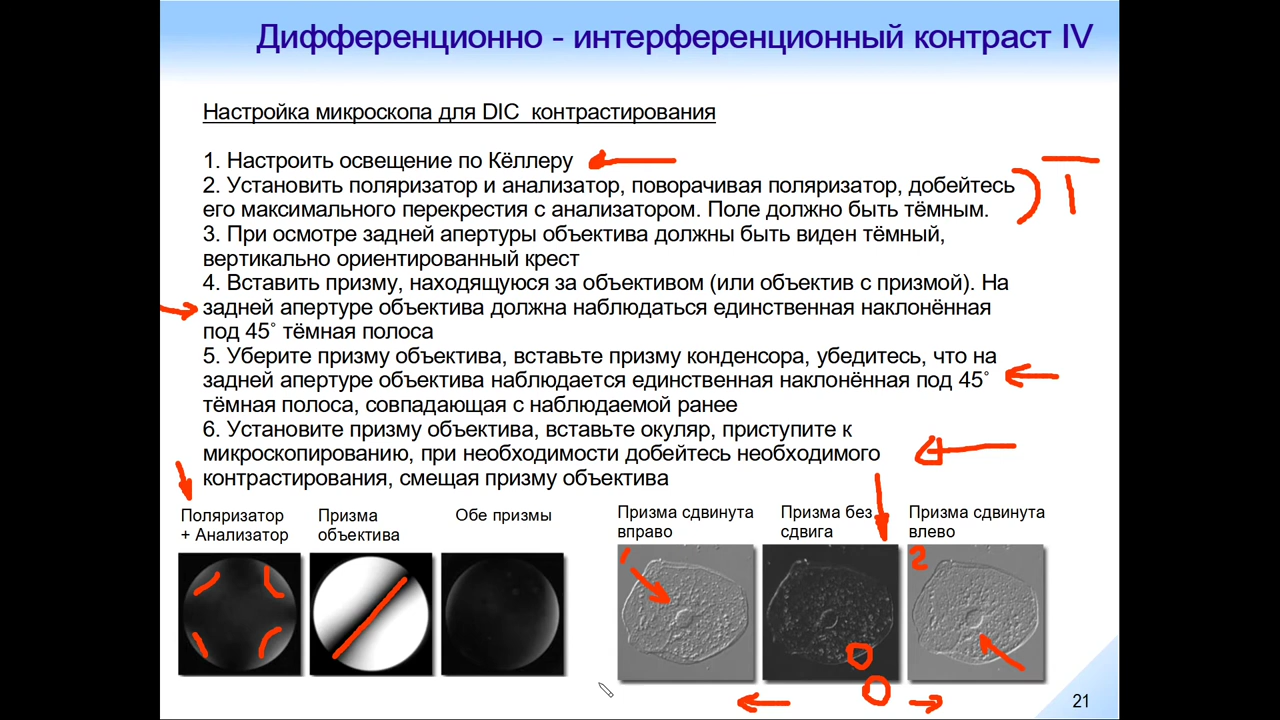 Дифференционно - интерференционный контраст IV
Настройка микроскопа для DIC контрастирования
1. Настроить освещение по Кёллеру
2. Установить поляризатор и анализатор, поворачивая поляризатор, добейтесь
его максимального перекрестия с анализатором. Поле должно быть тёмным.
3. При осмотре задней апертуры объектива должны быть виден тёмный,
вертикально ориентированный крест
4. Вставить призму, находящуюся за объективом (или объектив с призмой). На
задней апертуре объектива должна наблюдаться единственная наклонённая
под 45˚ тёмная полоса
5. Уберите призму объектива, вставьте призму конденсора, убедитесь, что на
задней апертуре объектива наблюдается единственная наклонённая под 45˚
тёмная полоса, совпадающая с наблюдаемой ранее
6. Установите призму объектива, вставьте окуляр, приступите к
микроскопированию, при необходимости добейтесь необходимого
контрастирования, смещая призму объектива
Поляризатор
+ Анализатор
Призма
объектива
Обе призмы
Призма сдвинута
вправо
Призма без
сдвига
Призма сдвинута
влево
1
2
0
21